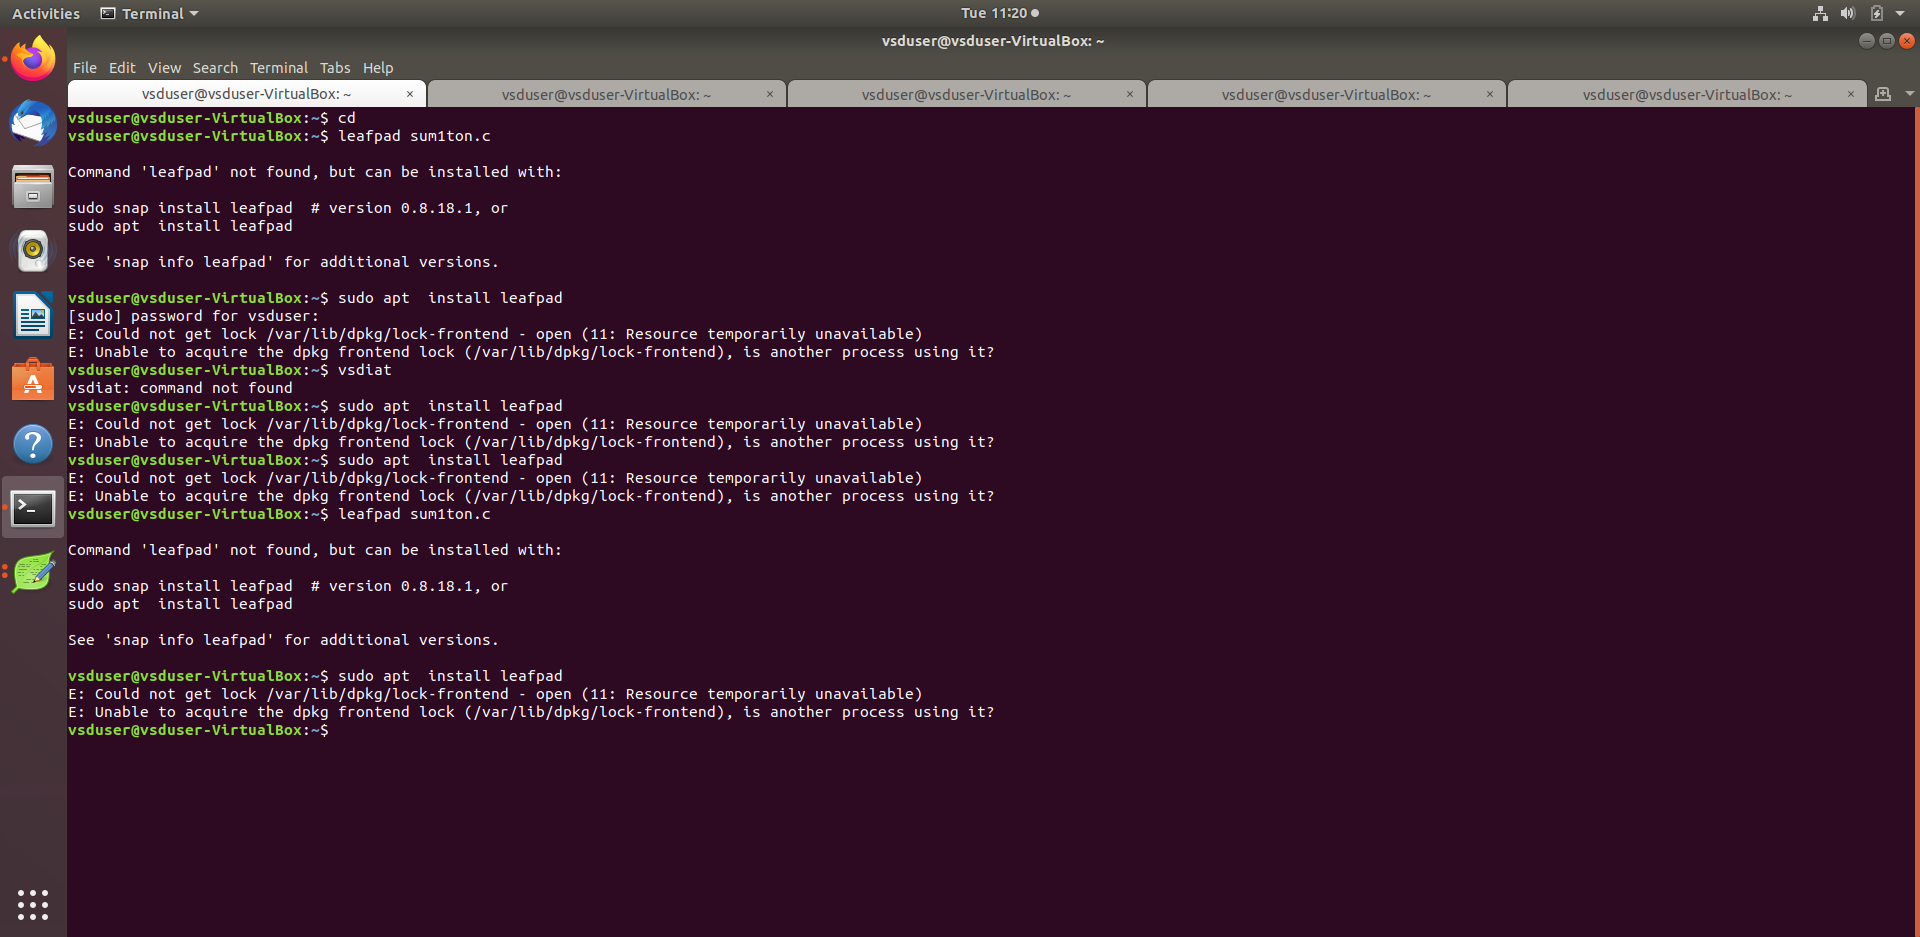 Activities Terminal Tue 11:20
vsduser@vsduser-VirtualBox: ~
File Edit View Search Terminal Tabs Help
vsduser@vsduser-VirtualBox: ~ × vsduser@vsduser-VirtualBox: ~ × vsduser@vsduser-VirtualBox: ~ × vsduser@vsduser-VirtualBox: ~ × vsduser@vsduser-VirtualBox: ~ ×
vsduser@vsduser-VirtualBox:~$ cd
vsduser@vsduser-VirtualBox:~$ leafpad sum1ton.c
Command 'leafpad' not found, but can be installed with:
sudo snap install leafpad  # version 0.8.18.1, or
sudo apt  install leafpad
See 'snap info leafpad' for additional versions.
vsduser@vsduser-VirtualBox:~$ sudo apt  install leafpad
[sudo] password for vsduser:
E: Could not get lock /var/lib/dpkg/lock-frontend - open (11: Resource temporarily unavailable)
E: Unable to acquire the dpkg frontend lock (/var/lib/dpkg/lock-frontend), is another process using it?
vsduser@vsduser-VirtualBox:~$ vsdiat
vsdiat: command not found
vsduser@vsduser-VirtualBox:~$ sudo apt  install leafpad
E: Could not get lock /var/lib/dpkg/lock-frontend - open (11: Resource temporarily unavailable)
E: Unable to acquire the dpkg frontend lock (/var/lib/dpkg/lock-frontend), is another process using it?
vsduser@vsduser-VirtualBox:~$ sudo apt  install leafpad
E: Could not get lock /var/lib/dpkg/lock-frontend - open (11: Resource temporarily unavailable)
E: Unable to acquire the dpkg frontend lock (/var/lib/dpkg/lock-frontend), is another process using it?
vsduser@vsduser-VirtualBox:~$ leafpad sum1ton.c
Command 'leafpad' not found, but can be installed with:
sudo snap install leafpad  # version 0.8.18.1, or
sudo apt  install leafpad
See 'snap info leafpad' for additional versions.
vsduser@vsduser-VirtualBox:~$ sudo apt  install leafpad
E: Could not get lock /var/lib/dpkg/lock-frontend - open (11: Resource temporarily unavailable)
E: Unable to acquire the dpkg frontend lock (/var/lib/dpkg/lock-frontend), is another process using it?
vsduser@vsduser-VirtualBox:~$